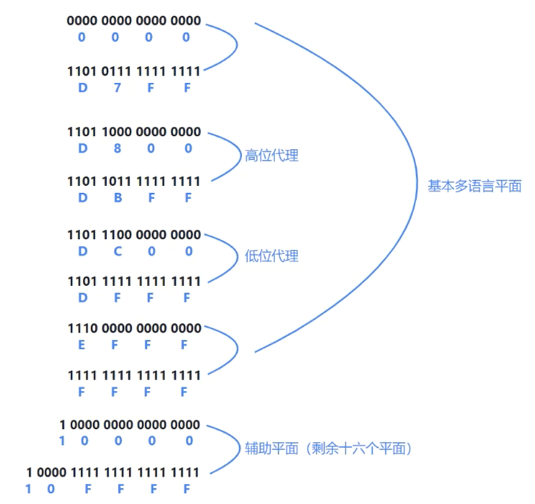 0000 0000 0000 0000
0 0 0 0
1101 0111 1111 1111
D 7 F F
1101 1000 0000 0000
D 8 0 0
高位代理
1101 1011 1111 1111
D B F F
基本多语言平面
1101 1100 0000 0000
D C 0 0
低位代理
1101 1111 1111 1111
D F F F
1110 0000 0000 0000
E F F F
1111 1111 1111 1111
F F F F
1 0000 0000 0000 0000
1 0 0 0 0
辅助平面（剩余十六个平面）
1 0000 1111 1111 1111 1111
1 0 F F F F